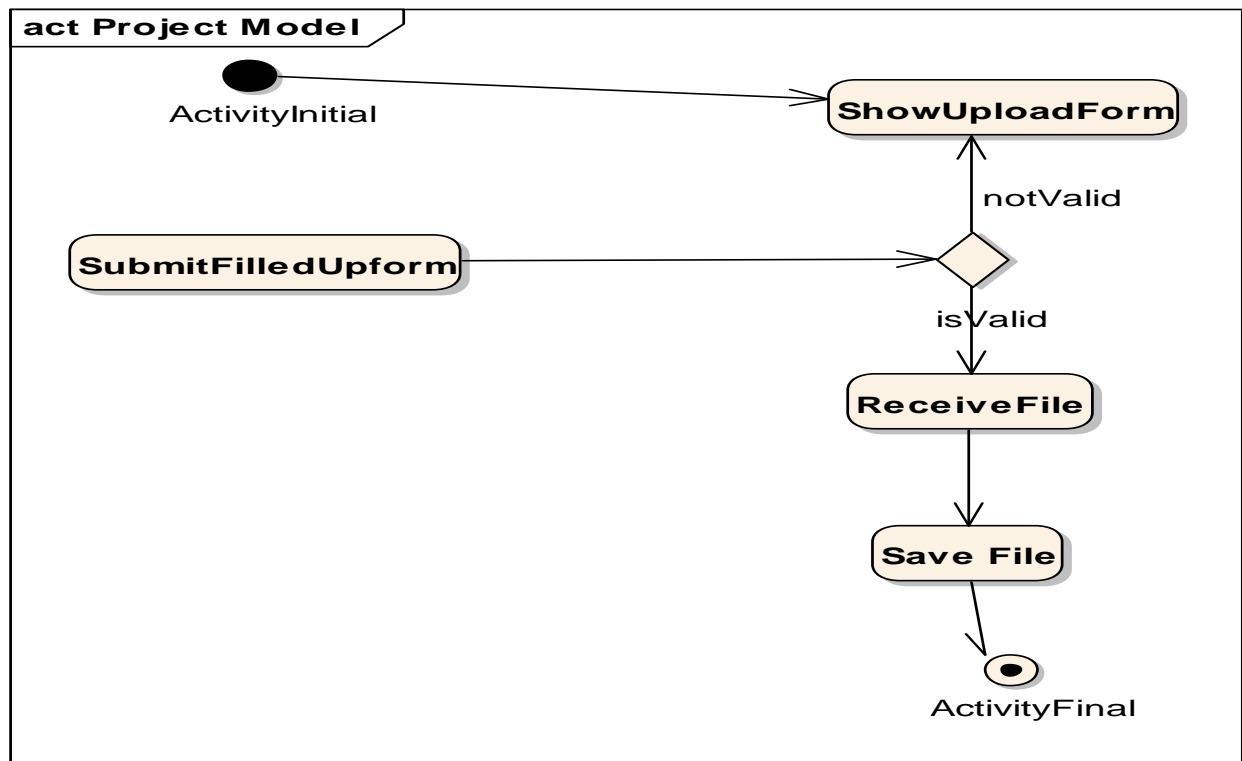 act Project Model
ActivityInitial
ShowUploadForm
notValid
SubmitFilledUpform
isValid
ReceiveFile
Save File
ActivityFinal